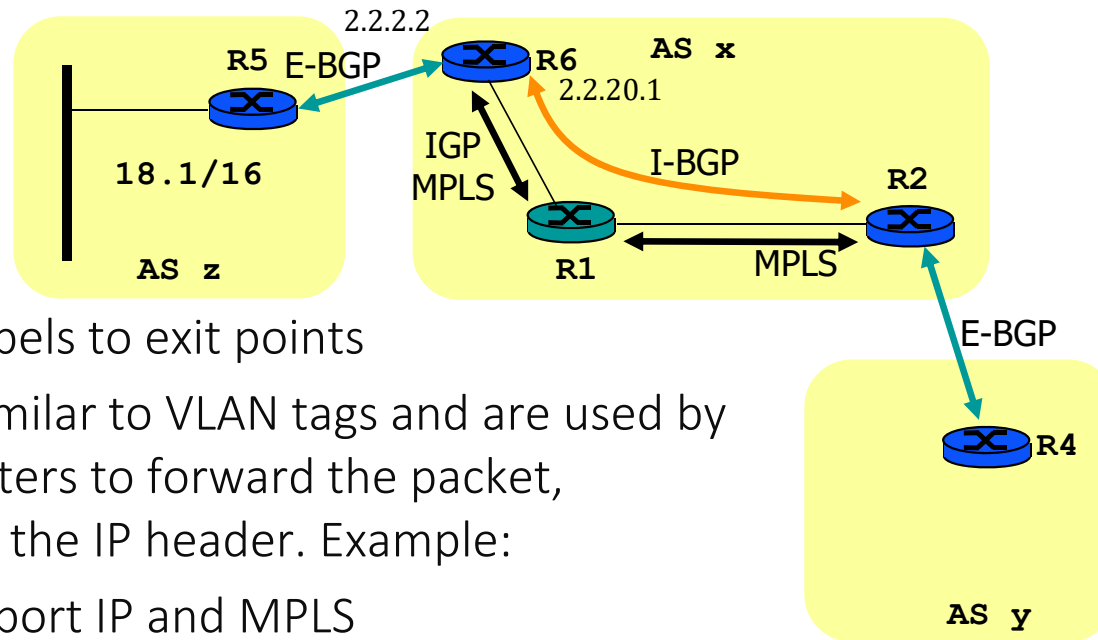 2.2.2.2
R5 E-BGP
R6
AS x
2.2.20.1
18.1/16
IGP
MPLS
I-BGP
R2
AS z
R1
MPLS
E-BGP
R4
AS y
bels to exit points
milar to VLAN tags and are used by
ters to forward the packet,
the IP header. Example:
port IP and MPLS